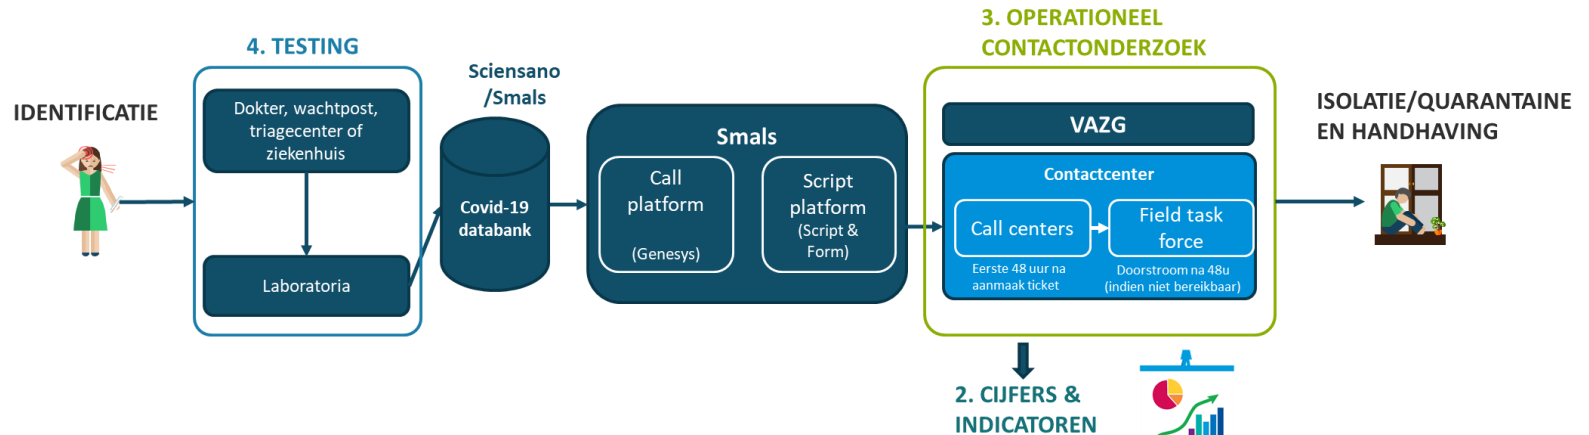 IDENTIFICATIE
4. TESTING
Dokter, wachtpost,
triagecenter of
ziekenhuis
Laboratoria
Sciensano
/Smals
Covid-19
databank
Smals
Call
platform
(Genesys)
Script
platform
(Script &
Form)
3. OPERATIONEEL
CONTACTONDERZOEK
VAZG
Contactcenter
Call centers
Eerste 48 uur na
aanmaak ticket
Field task
force
Doorstroom na 48u
(indien niet bereikbaar)
2. CIJFERS &
INDICATOREN
ISOLATIE/QUARANTAINE
EN HANDHAVING